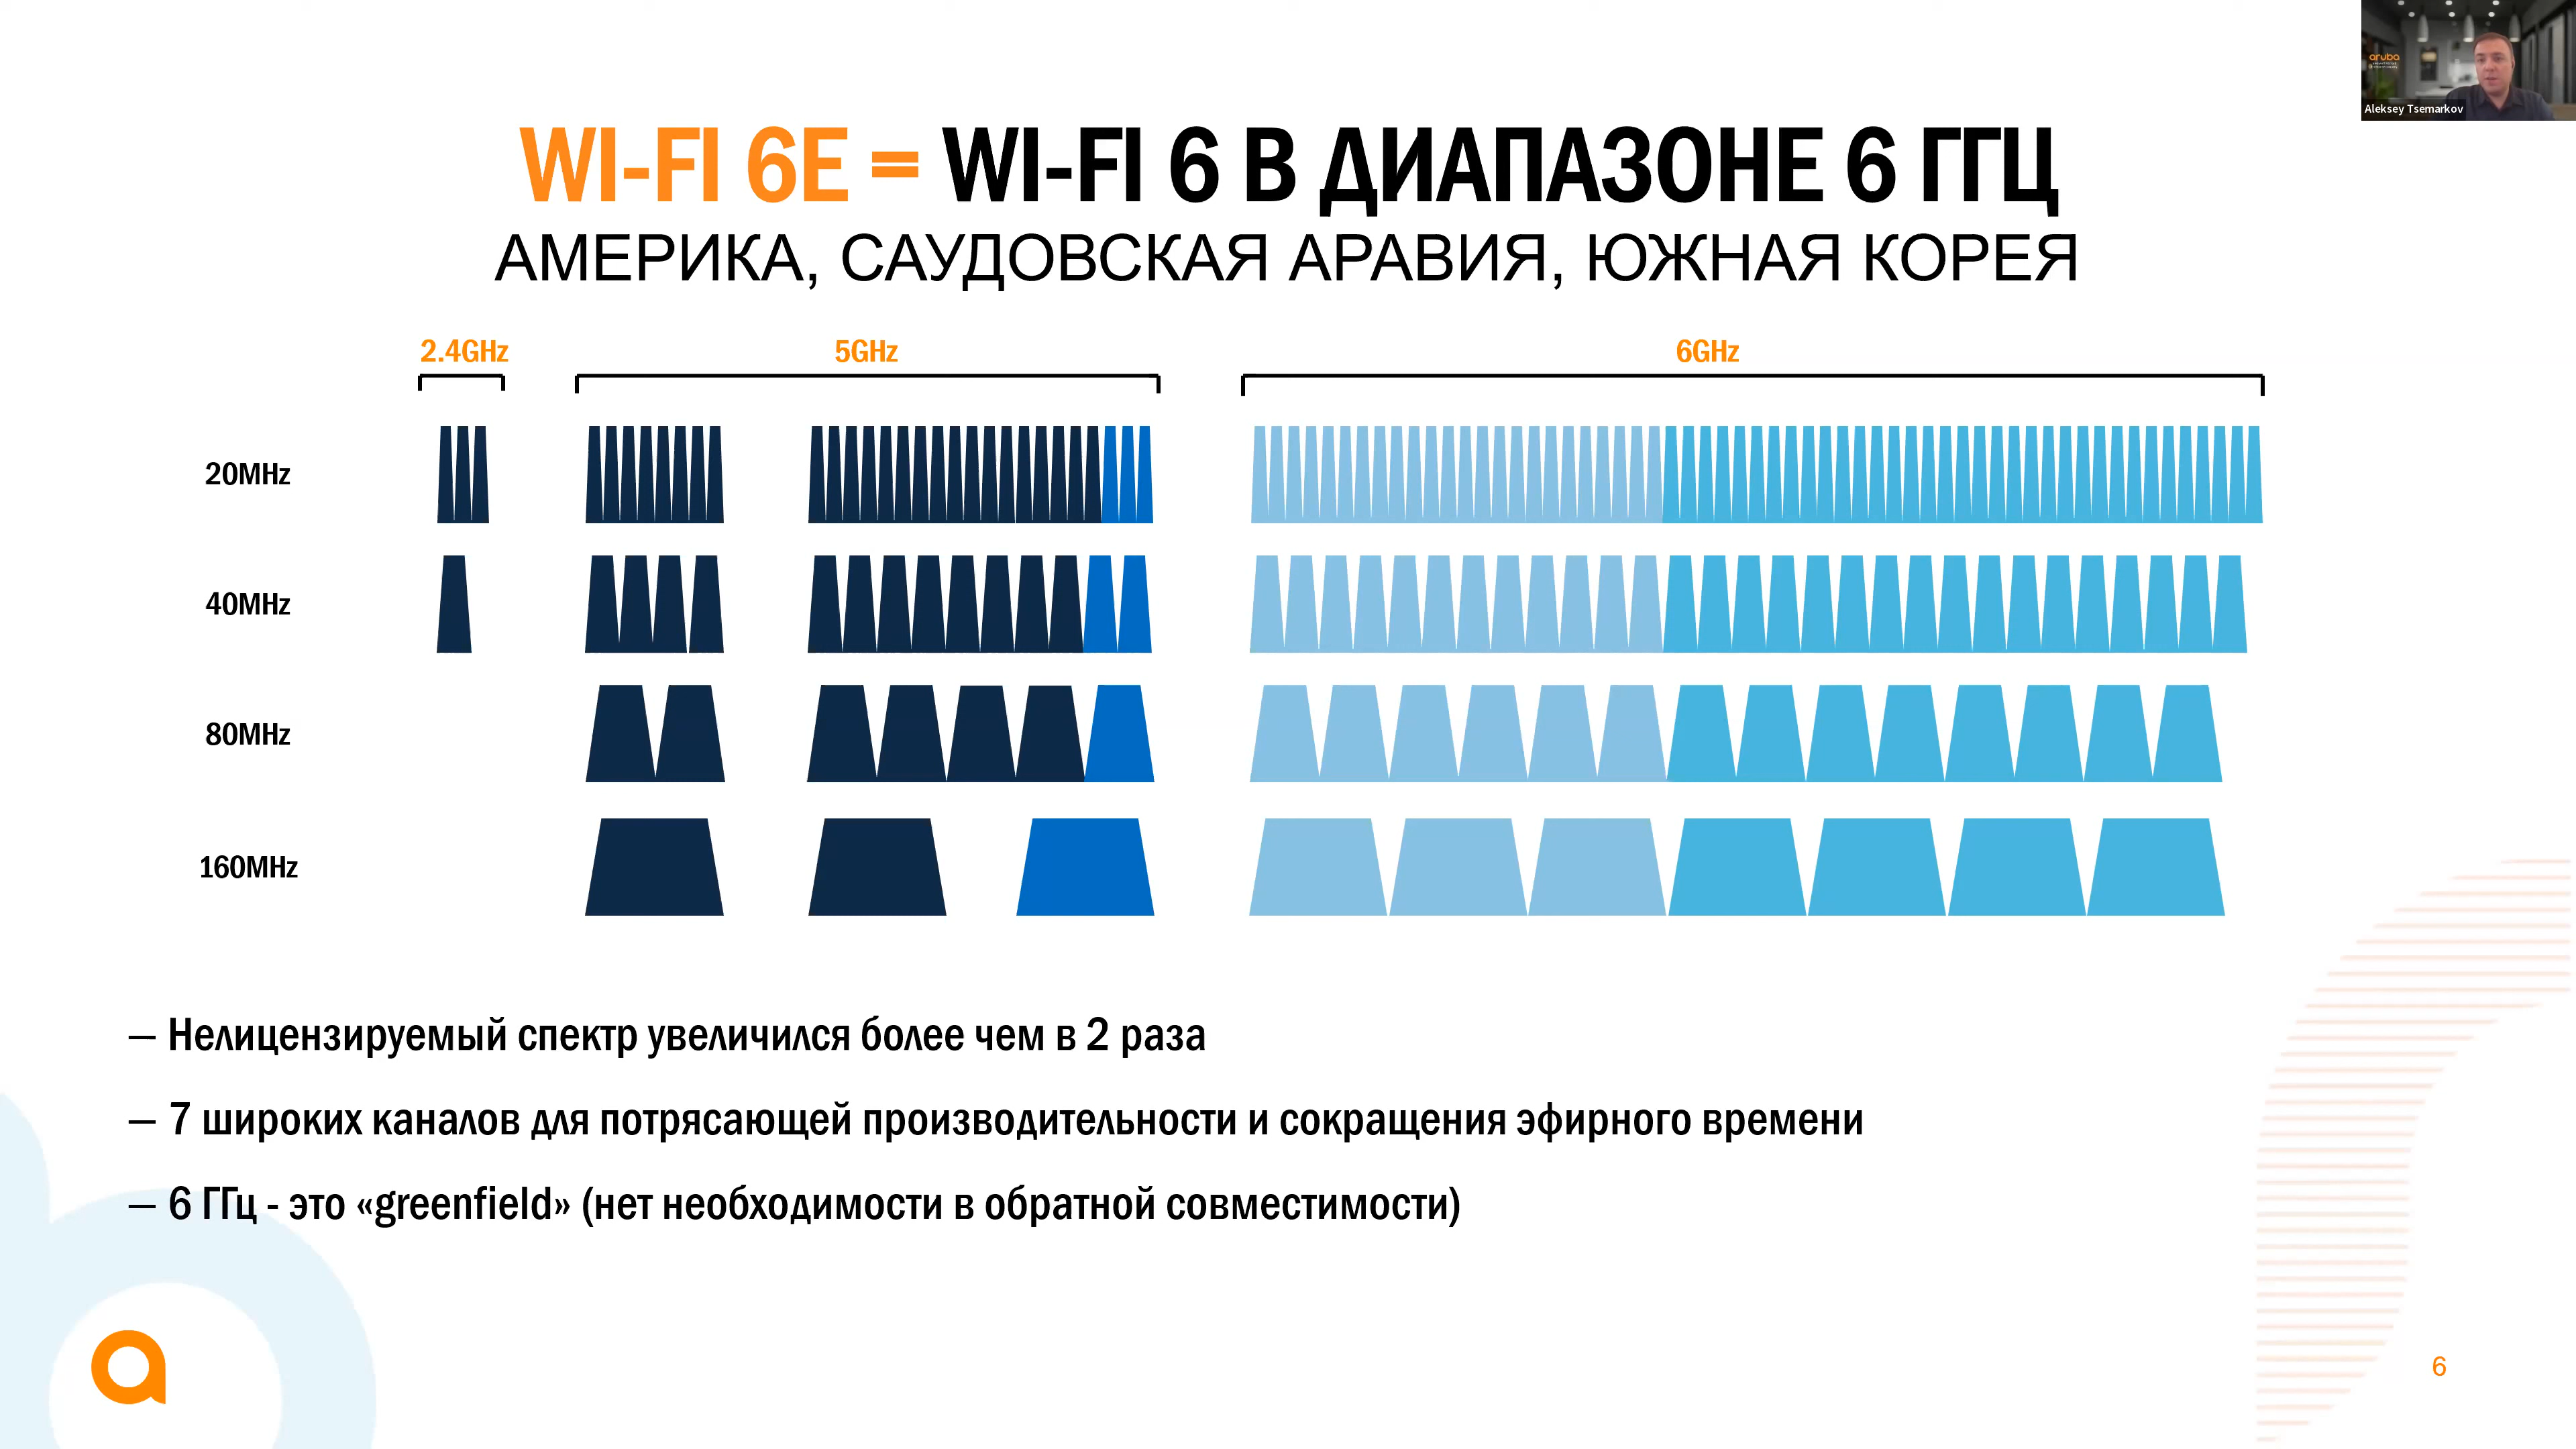 aruba
Aleksey Tsemarkov
WI-FI 6E = WI-FI 6 В ДИАПАЗОНЕ 6 ГГЦ
АМЕРИКА, САУДОВСКАЯ АРАВИЯ, ЮЖНАЯ КОРЕЯ
2.4GHz 5GHz 6GHz
20MHz
40MHz
80MHz
160MHz
— Нелицензируемый спектр увеличился более чем в 2 раза
— 7 широких каналов для потрясающей производительности и сокращения эфирного времени
— 6 ГГц - это «greenfield» (нет необходимости в обратной совместимости)
6